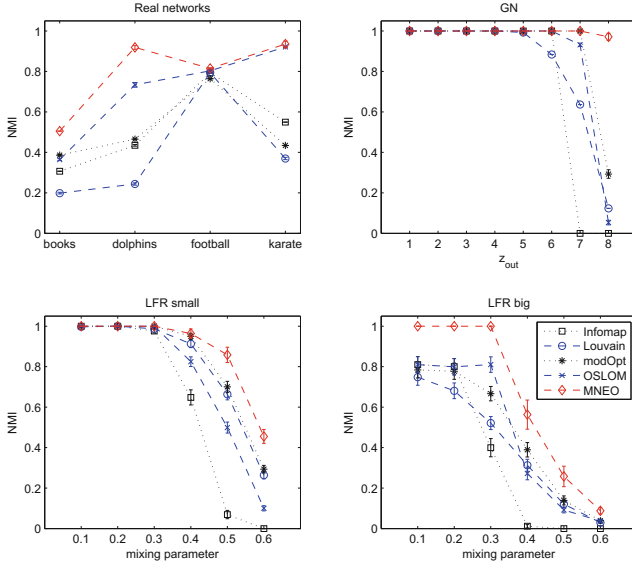 Real networks
NMI
1
0.8
0.6
0.4
0.2
0
books dolphins football karate
GN
NMI
1
0.8
0.6
0.4
0.2
0
1 2 3 4 5 6 7 8
z_out
LFR small
NMI
1
0.8
0.6
0.4
0.2
0
0.1 0.2 0.3 0.4 0.5 0.6
mixing parameter
LFR big
NMI
1
0.8
0.6
0.4
0.2
0
0.1 0.2 0.3 0.4 0.5 0.6
mixing parameter
Infomap
Louvain
modOpt
OSLOM
MNEO